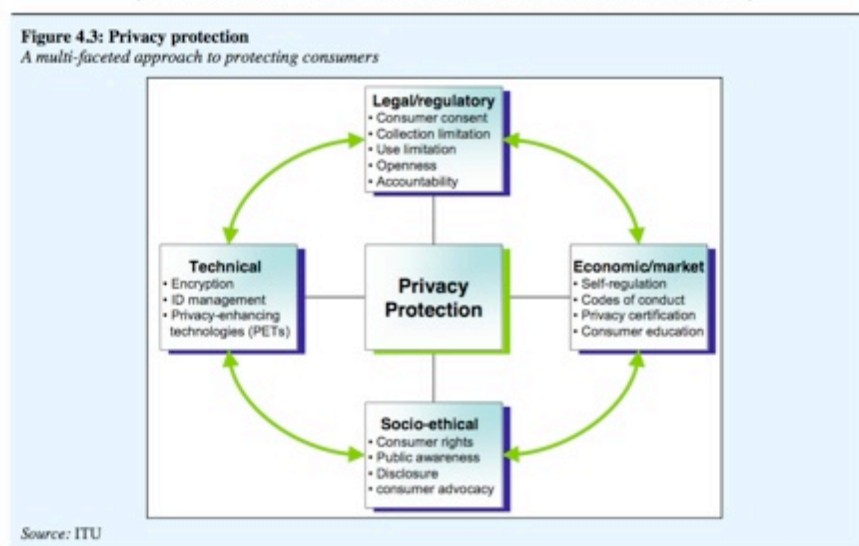 Figure 4.3: Privacy protection
A multi-faceted approach to protecting consumers
Legal/regulatory
• Consumer consent
• Collection limitation
• Use limitation
• Openness
• Accountability
Technical
• Encryption
• ID management
• Privacy-enhancing
technologies (PETs)
Privacy
Protection
Economic/market
• Self-regulation
• Codes of conduct
• Privacy certification
• Consumer education
Socio-ethical
• Consumer rights
• Public awareness
• Disclosure
• consumer advocacy
Source: ITU